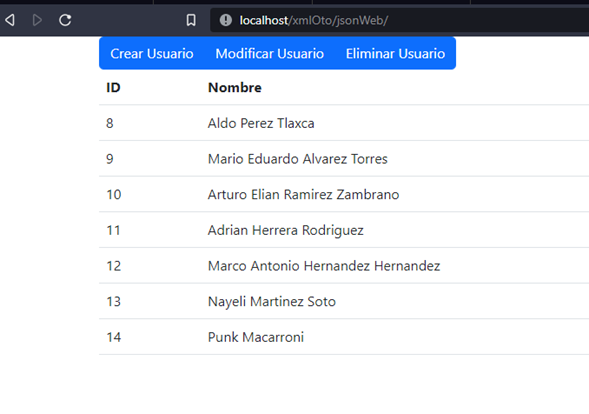 localhost/xmlOto/jsonWeb/
Crear Usuario Modificar Usuario Eliminar Usuario
ID Nombre
8 Aldo Perez Tlaxca
9 Mario Eduardo Alvarez Torres
10 Arturo Elian Ramirez Zambrano
11 Adrian Herrera Rodriguez
12 Marco Antonio Hernandez Hernandez
13 Nayeli Martinez Soto
14 Punk Macarroni